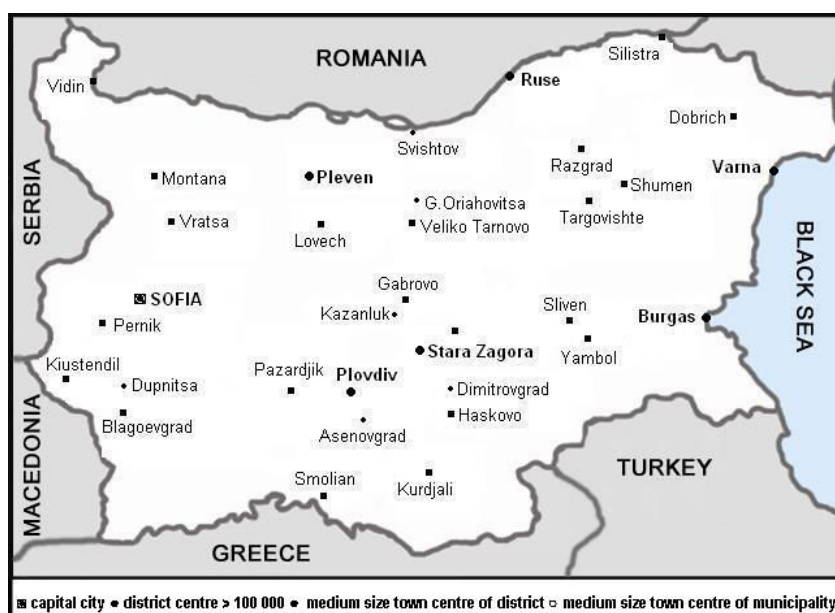 ROMANIA
Silistra
Vidin
Ruse
Dobrich
Svishtov
Razgrad
Varna
Montana
Pleven
Shumen
G.Oriahovitsa
Targovishte
Vratsa
Lovech
Veliko Tarnovo
SERBIA
BLACK SEA
Gabrovo
SOFIA
Kazanluk
Sliven
Burgas
Pernik
Stara Zagora
Yambol
Kiustendil
Pazardjik
Plovdiv
Dupnitsa
Dimitrovgrad
Blagoevgrad
Haskovo
Asenovgrad
MACEDONIA
Smolian
Kurdjali
TURKEY
GREECE
capital city district centre > 100 000 medium size town centre of district medium size town centre of municipality